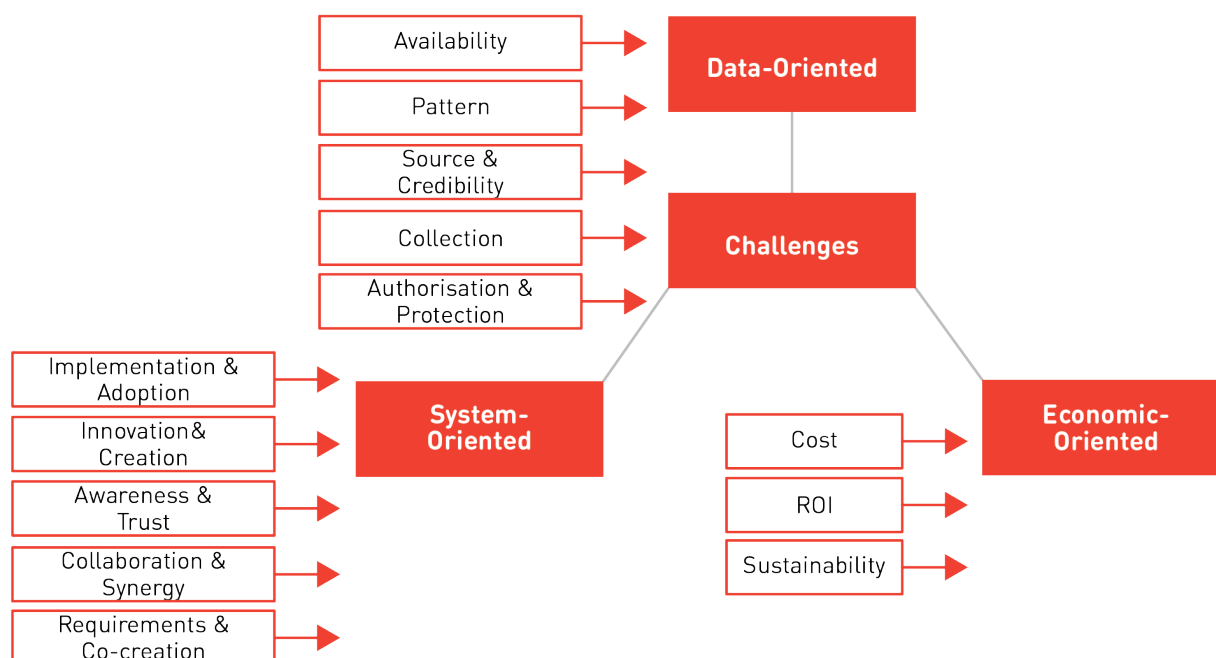 Availability
Data-Oriented
Pattern
Source &
Credibility
Collection
Challenges
Authorisation &
Protection
Implementation &
Adoption
System-
Oriented
Innovation&
Creation
Awareness &
Trust
Collaboration &
Synergy
Requirements &
Co-creation
Economic-
Oriented
Cost
ROI
Sustainability